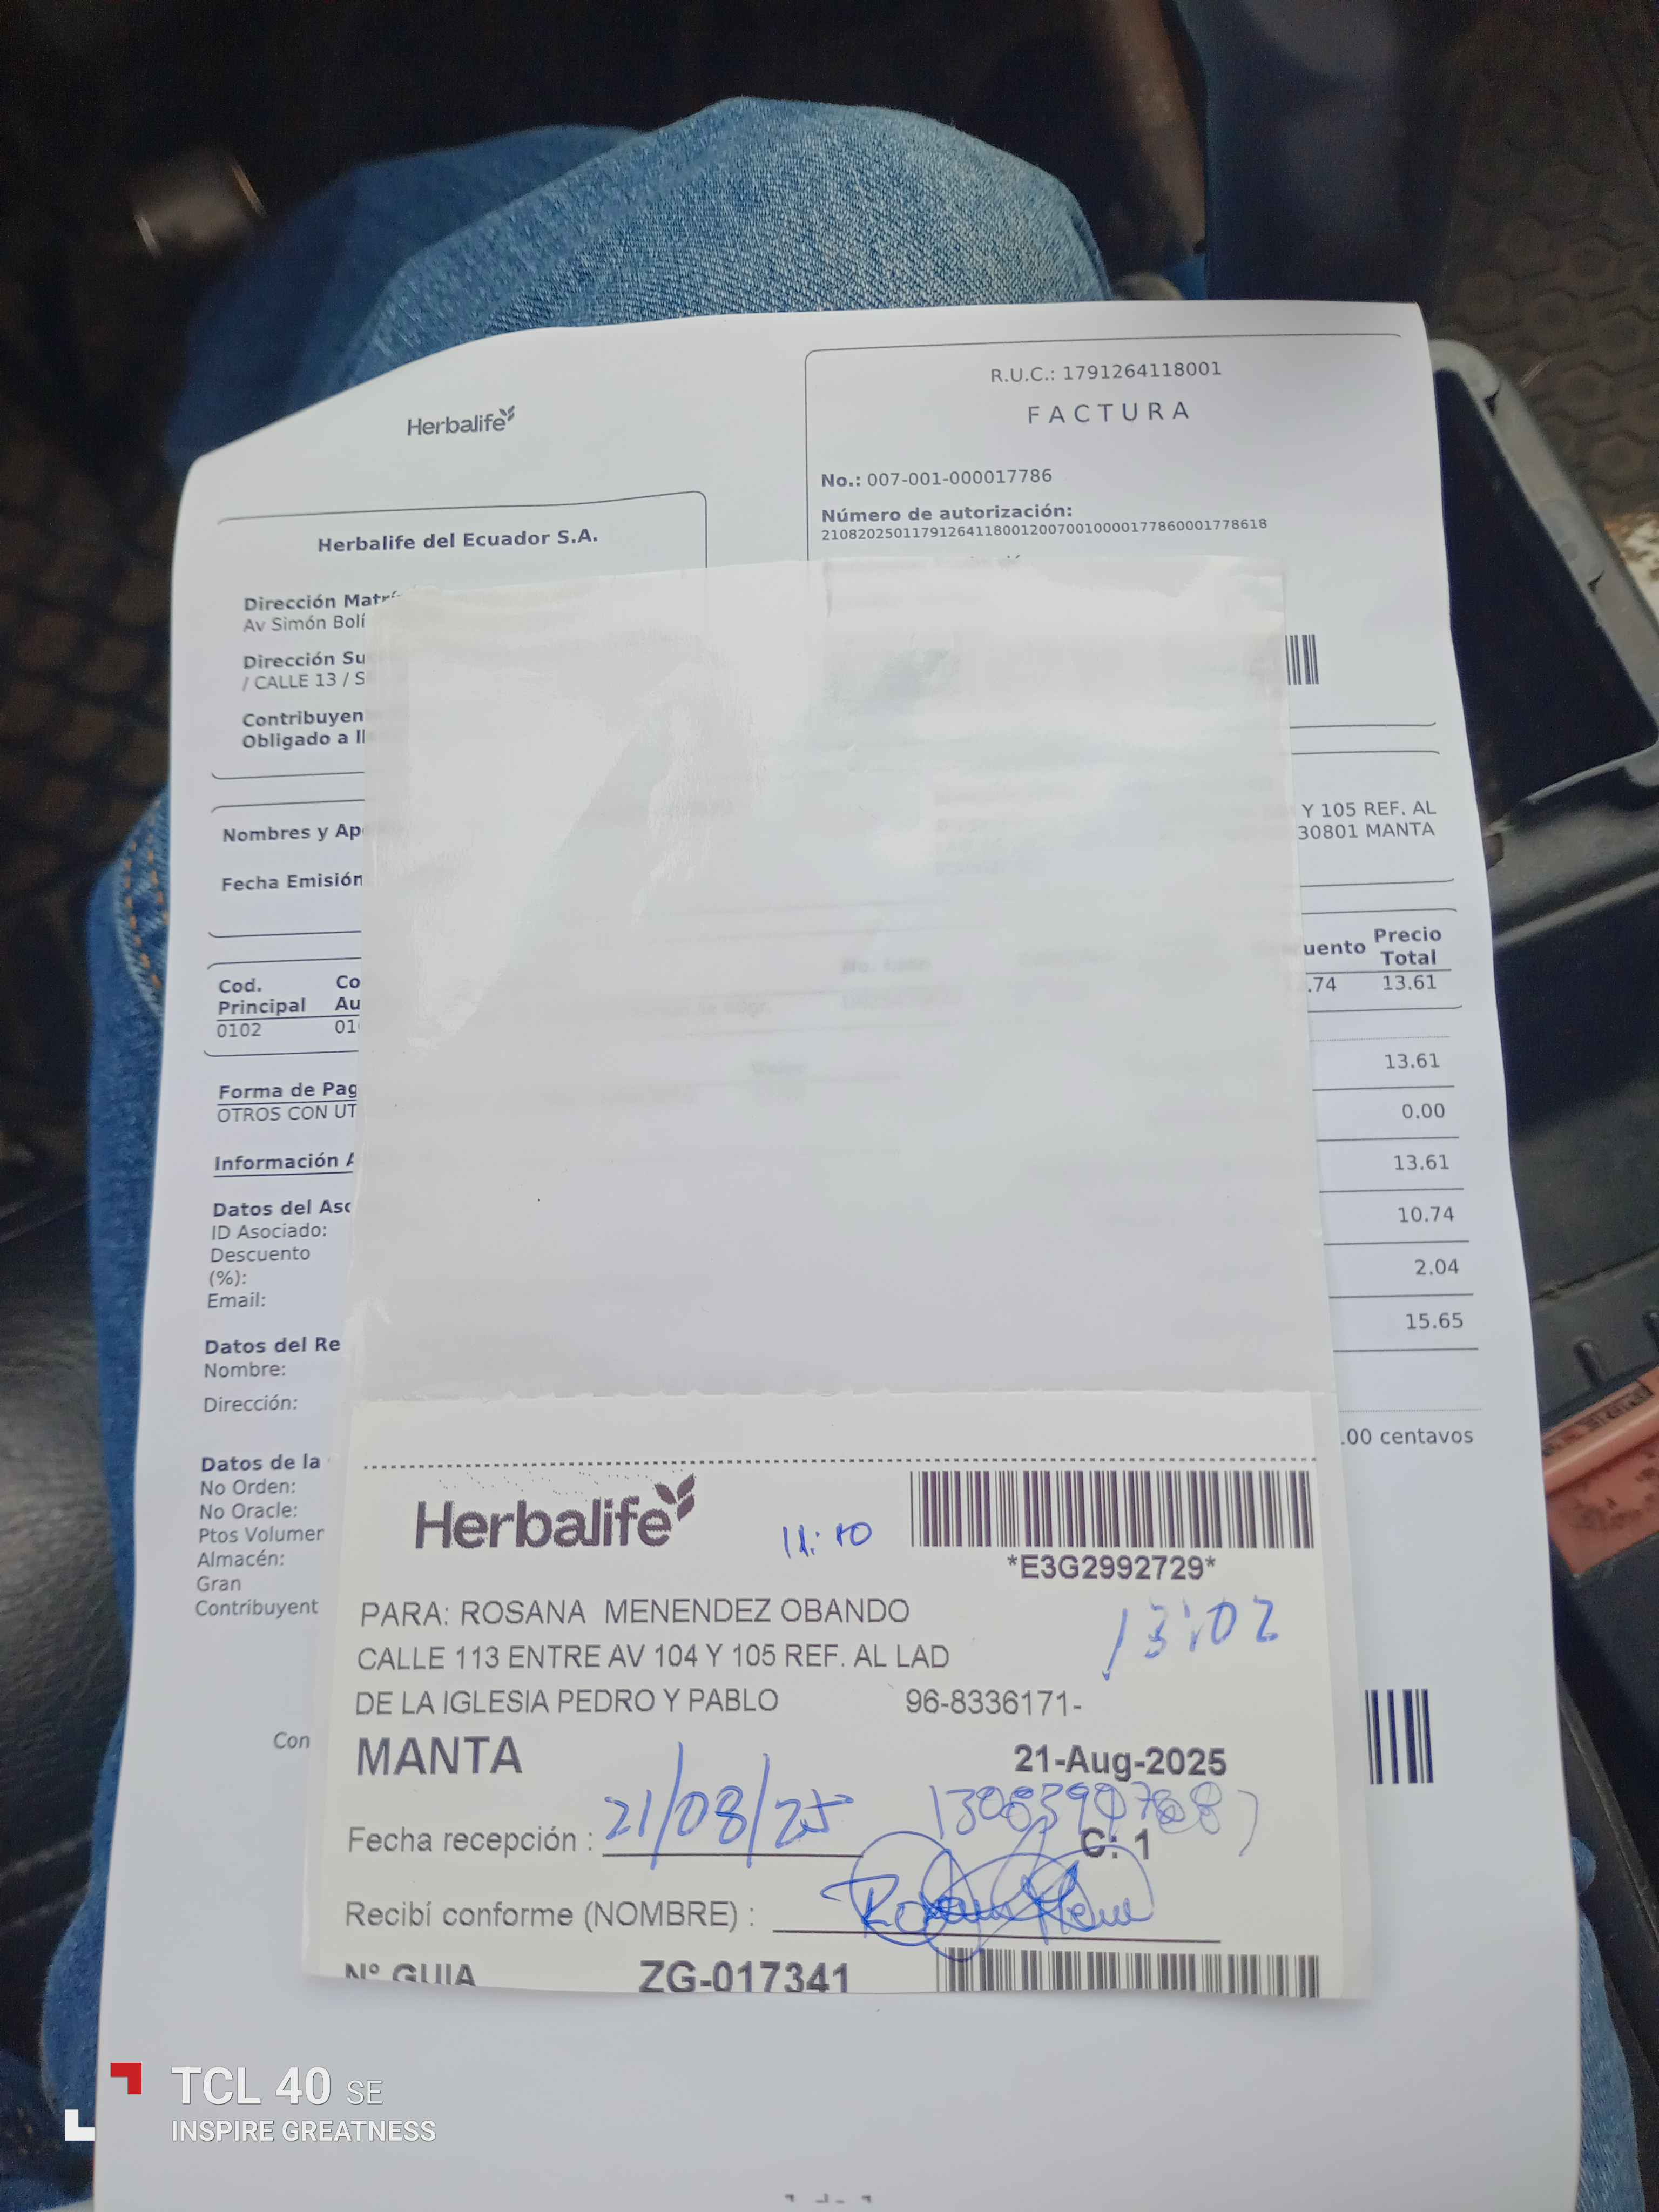 Herbalife
R.U.C.: 1791264118001
FACTURA
No.: 007-001-000017786
Número de autorización:
2108202501179126411800120070010000177860001778618
Herbalife del Ecuador S.A.
Dirección Matrí
Av Simón Bolí
Dirección Su
/ CALLE 13 / S
Contribuyen
Obligado a ll
Nombres y Ap
Y 105 REF. AL
30801 MANTA
Fecha Emisión
Cod.
Principal
Co
Au
uento
Precio
Total
0102
01
.74
13.61
13.61
0.00
13.61
10.74
2.04
15.65
.00 centavos
Forma de Pag
OTROS CON UT
Información A
Datos del Aso
ID Asociado:
Descuento
(%):
Email:
Datos del Re
Nombre:
Dirección:
Datos de la
No Orden:
No Oracle:
Ptos Volumen
Almacén:
Gran
Contribuyent
Con
Herbalife
11:10
*E3G2992729*
13:02
PARA: ROSANA MENENDEZ OBANDO
CALLE 113 ENTRE AV 104 Y 105 REF. AL LAD
DE LA IGLESIA PEDRO Y PABLO 96-8336171-
MANTA 21-Aug-2025
Fecha recepción : 21/08/25
C: 1
Recibí conforme (NOMBRE) :
Nº GUIA ZG-017341
TCL 40 SE
INSPIRE GREATNESS